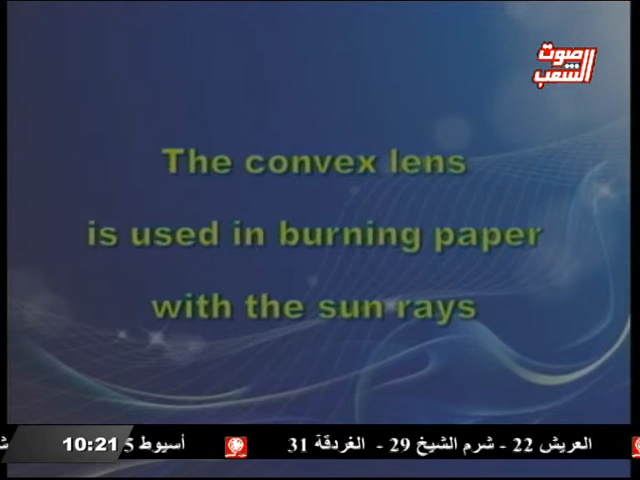 صوت
الشعب
The convex lens
is used in burning paper
with the sun rays
العريش 22 - شرم الشيخ 29 - الغردقة 31
أسيوط 5
10:21